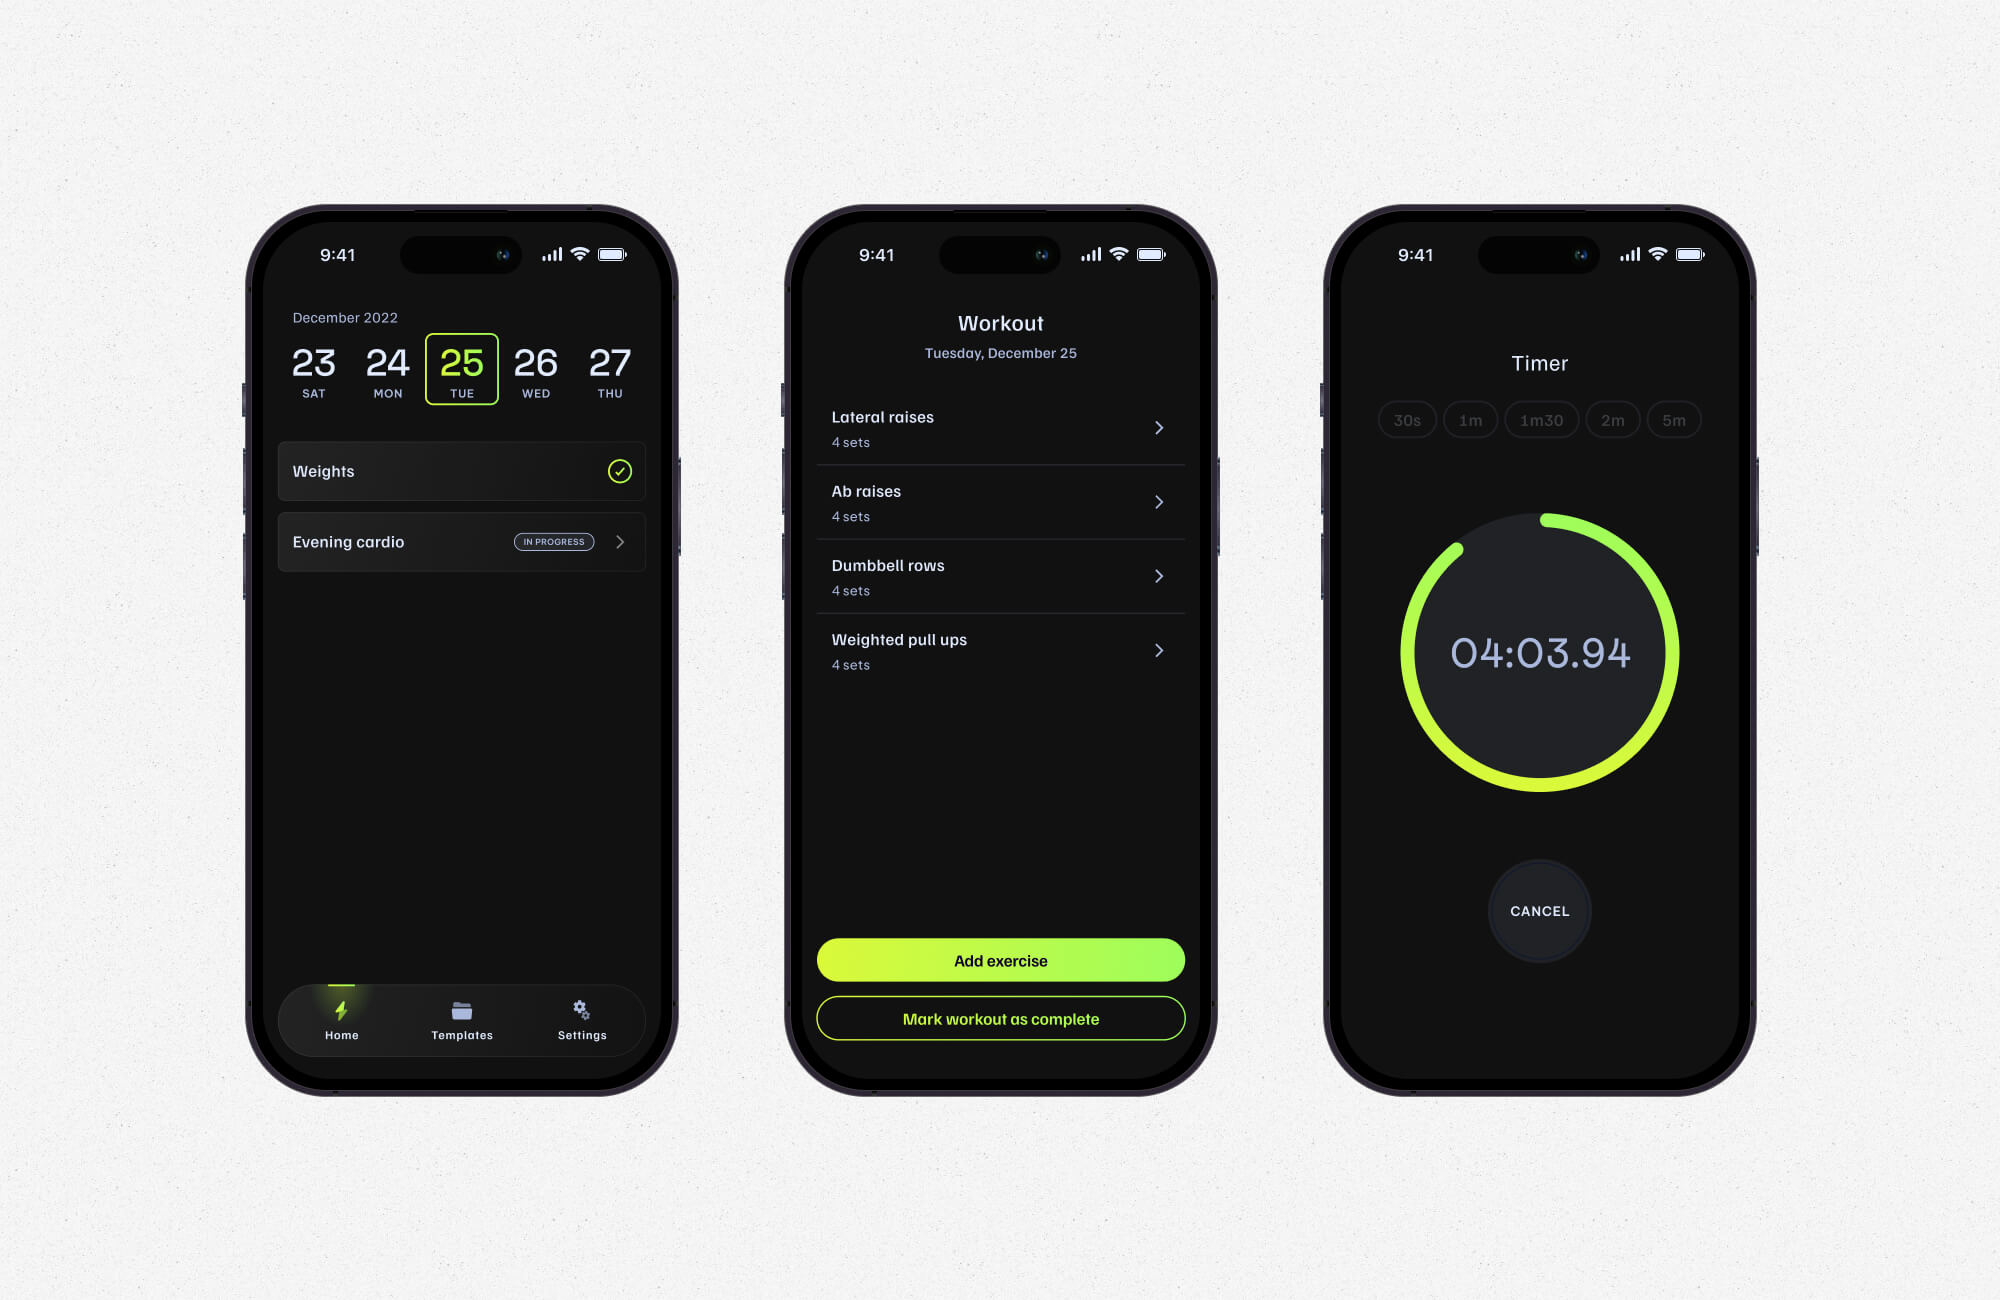 9:41
December 2022
23 24 25 26 27
SAT MON TUE WED THU
Weights
Evening cardio IN PROGRESS
Home Templates Settings
9:41
Workout
Tuesday, December 25
Lateral raises
4 sets
Ab raises
4 sets
Dumbbell rows
4 sets
Weighted pull ups
4 sets
Add exercise
Mark workout as complete
9:41
Timer
30s 1m 1m30 2m 5m
04:03.94
CANCEL